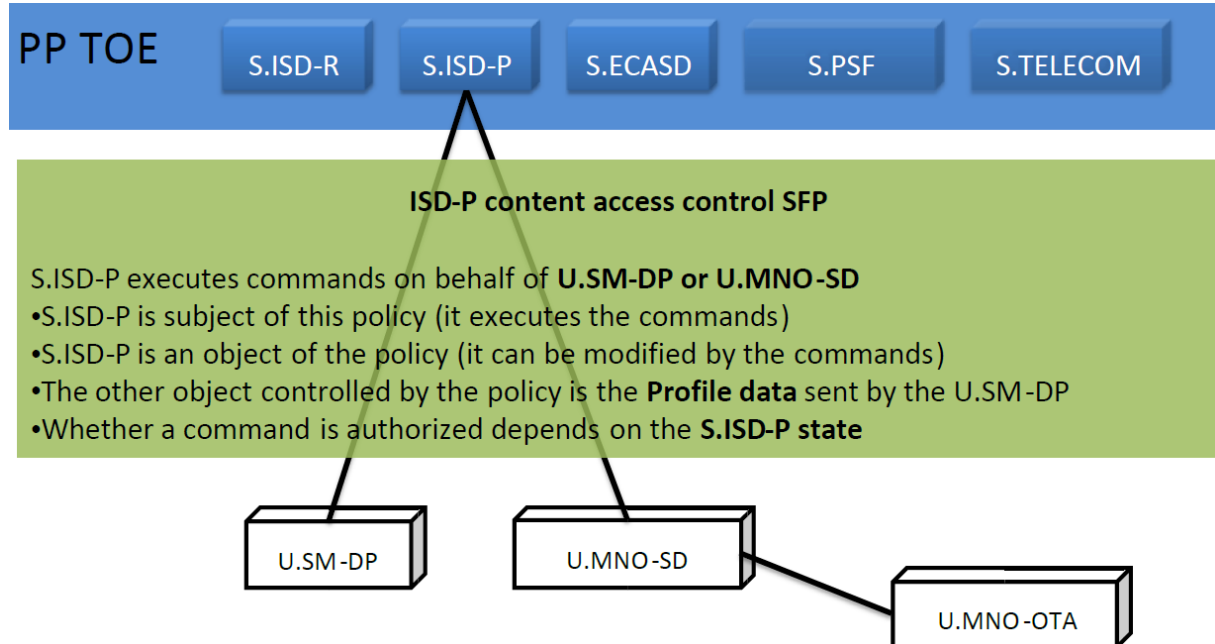 PP TOE
S.ISD-R
S.ISD-P
S.ECASD
S.PSF
S.TELECOM
ISD-P content access control SFP
S.ISD-P executes commands on behalf of U.SM-DP or U.MNO-SD
•S.ISD-P is subject of this policy (it executes the commands)
•S.ISD-P is an object of the policy (it can be modified by the commands)
•The other object controlled by the policy is the Profile data sent by the U.SM-DP
•Whether a command is authorized depends on the S.ISD-P state
U.SM-DP
U.MNO-SD
U.MNO-OTA